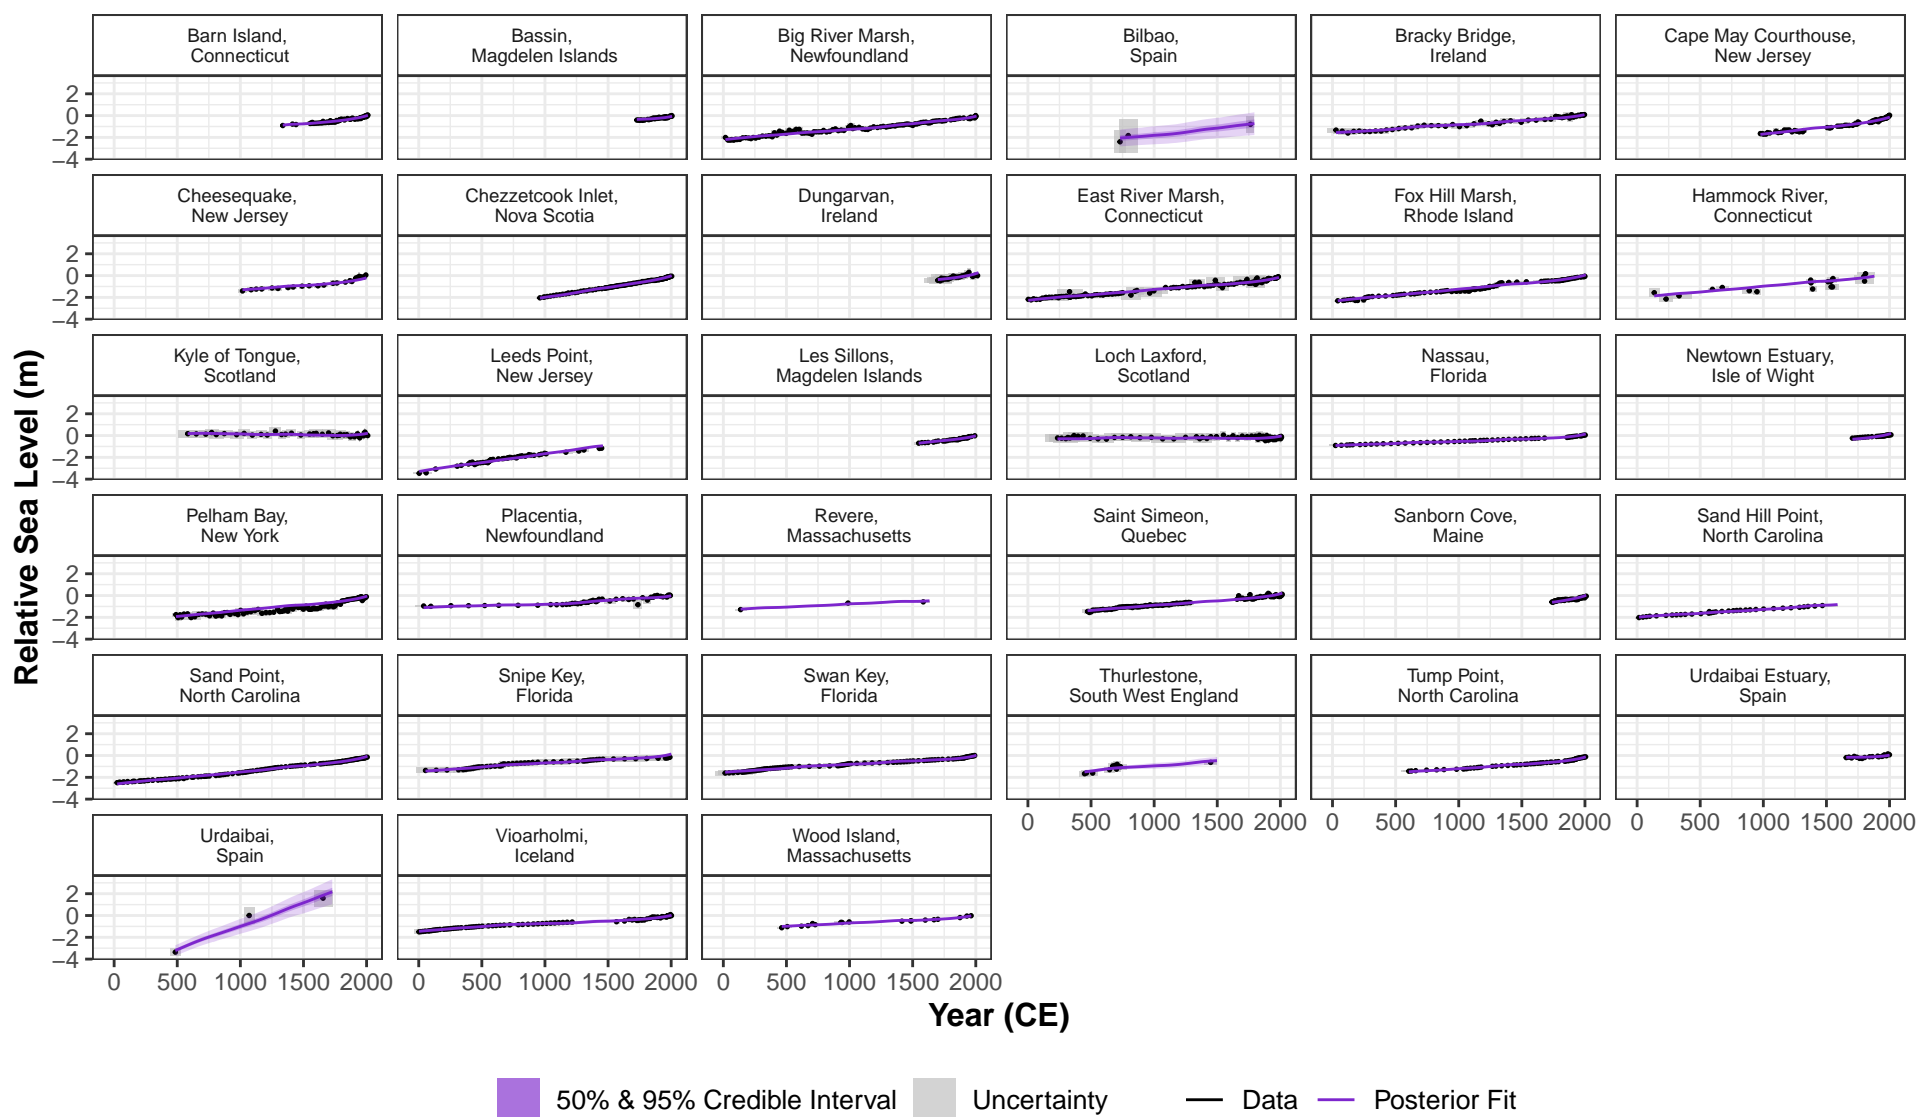 Barn Island,
Connecticut
Bassin,
Magdelen Islands
Big River Marsh,
Newfoundland
Bilbao,
Spain
Bracky Bridge,
Ireland
Cape May Courthouse,
New Jersey
2
0
−2
−4
Cheesequake,
New Jersey
Chezzetcook Inlet,
Nova Scotia
Dungarvan,
Ireland
East River Marsh,
Connecticut
Fox Hill Marsh,
Rhode Island
Hammock River,
Connecticut
2
0
−2
−4
Kyle of Tongue,
Scotland
Leeds Point,
New Jersey
Les Sillons,
Magdelen Islands
Loch Laxford,
Scotland
Nassau,
Florida
Newtown Estuary,
Isle of Wight
2
0
−2
−4
Relative Sea Level (m)
Pelham Bay,
New York
Placentia,
Newfoundland
Revere,
Massachusetts
Saint Simeon,
Quebec
Sanborn Cove,
Maine
Sand Hill Point,
North Carolina
2
0
−2
−4
Sand Point,
North Carolina
Snipe Key,
Florida
Swan Key,
Florida
Thurlestone,
South West England
Tump Point,
North Carolina
Urdaibai Estuary,
Spain
2
0
−2
−4
0 500 1000 1500 2000
0 500 1000 1500 2000
0 500 1000 1500 2000
Urdaibai,
Spain
Vioarholmi,
Iceland
Wood Island,
Massachusetts
2
0
−2
−4
0 500 1000 1500 2000
0 500 1000 1500 2000
0 500 1000 1500 2000
Year (CE)
50% & 95% Credible Interval
Uncertainty
Data
Posterior Fit